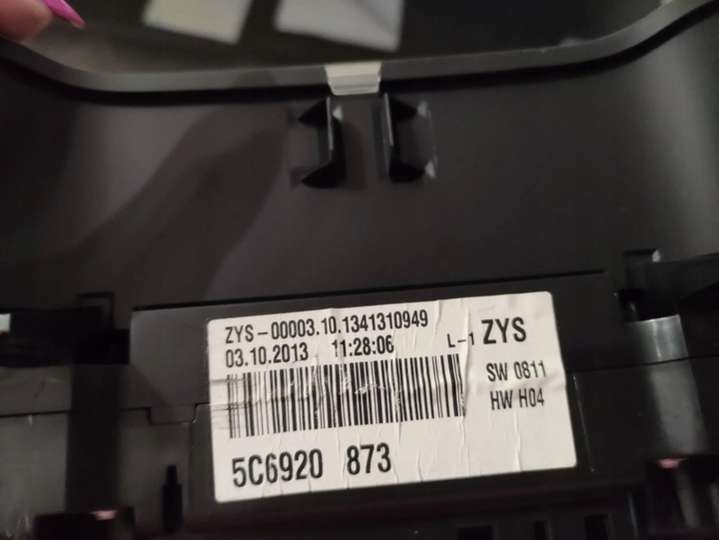 ZYS-00003.10.1341310949
03.10.2013 11:28:06 L-1 ZYS
SW 0811
HW H04
5C6920 873